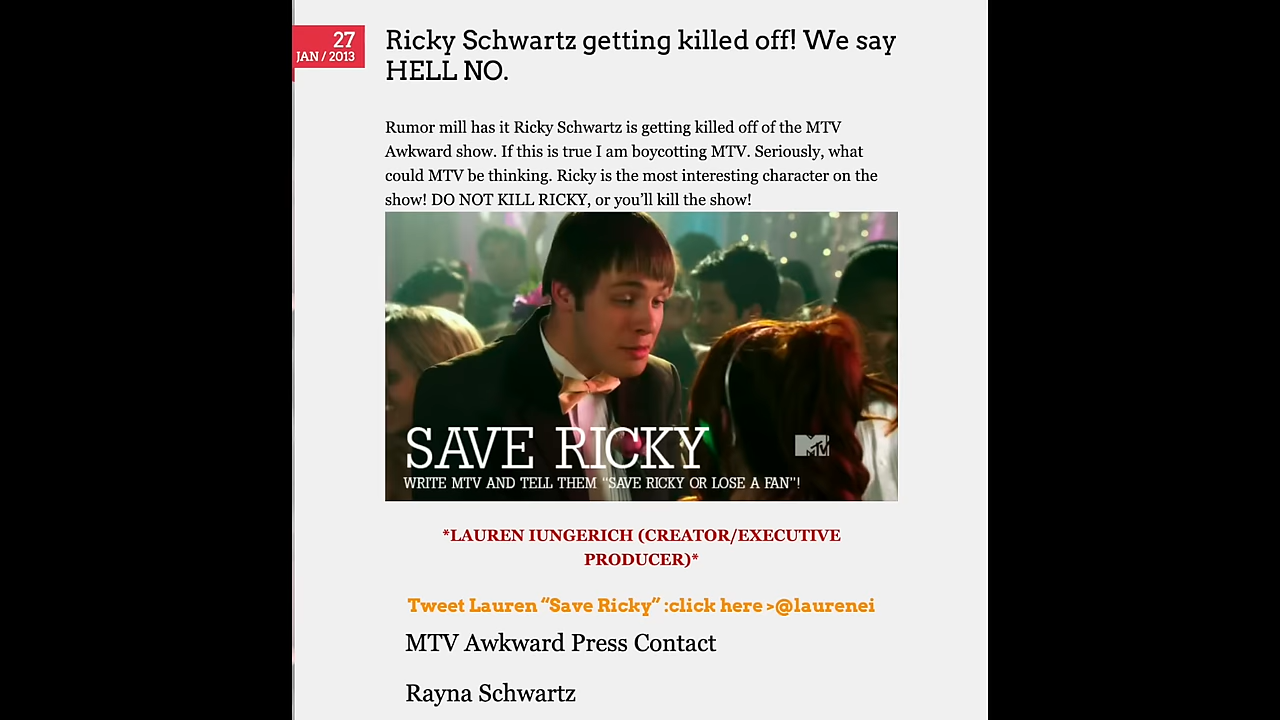 27
JAN / 2013
Ricky Schwartz getting killed off! We say
HELL NO.
Rumor mill has it Ricky Schwartz is getting killed off of the MTV
Awkward show. If this is true I am boycotting MTV. Seriously, what
could MTV be thinking. Ricky is the most interesting character on the
show! DO NOT KILL RICKY, or you’ll kill the show!
SAVE RICKY
MTV
WRITE MTV AND TELL THEM "SAVE RICKY OR LOSE A FAN"!
*LAUREN IUNGERICH (CREATOR/EXECUTIVE
PRODUCER)*
Tweet Lauren “Save Ricky” :click here >@laurenei
MTV Awkward Press Contact
Rayna Schwartz